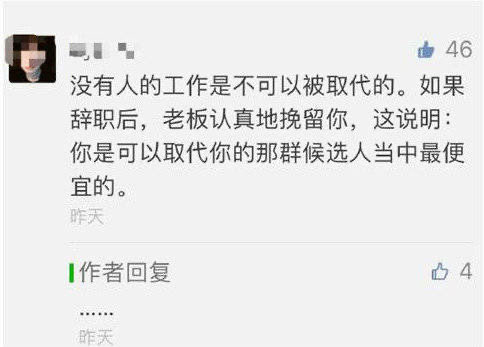 46
没有人的工作是不可以被取代的。如果
辞职后，老板认真地挽留你，这说明：
你是可以取代你的那群候选人当中最便
宜的。
昨天
作者回复
4
......
昨天